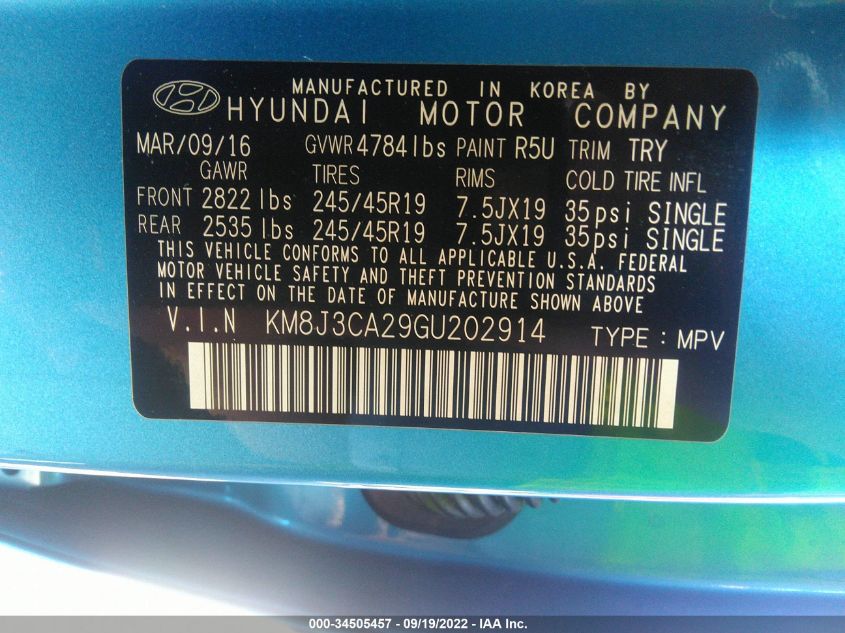 MANUFACTURED IN KOREA BY
HYUNDAI MOTOR COMPANY
MAR/09/16 GVWR 4784lbs PAINT R5U TRIM TRY
GAWR TIRES RIMS COLD TIRE INFL
FRONT 2822 lbs 245/45R19 7.5JX19 35psi SINGLE
REAR 2535 lbs 245/45R19 7.5JX19 35psi SINGLE
THIS VEHICLE CONFORMS TO ALL APPLICABLE U.S.A. FEDERAL
MOTOR VEHICLE SAFETY AND THEFT PREVENTION STANDARDS
IN EFFECT ON THE DATE OF MANUFACTURE SHOWN ABOVE
V.I.N KM8J3CA29GU202914 TYPE : MPV
000-34505457 - 09/19/2022 - IAA Inc.